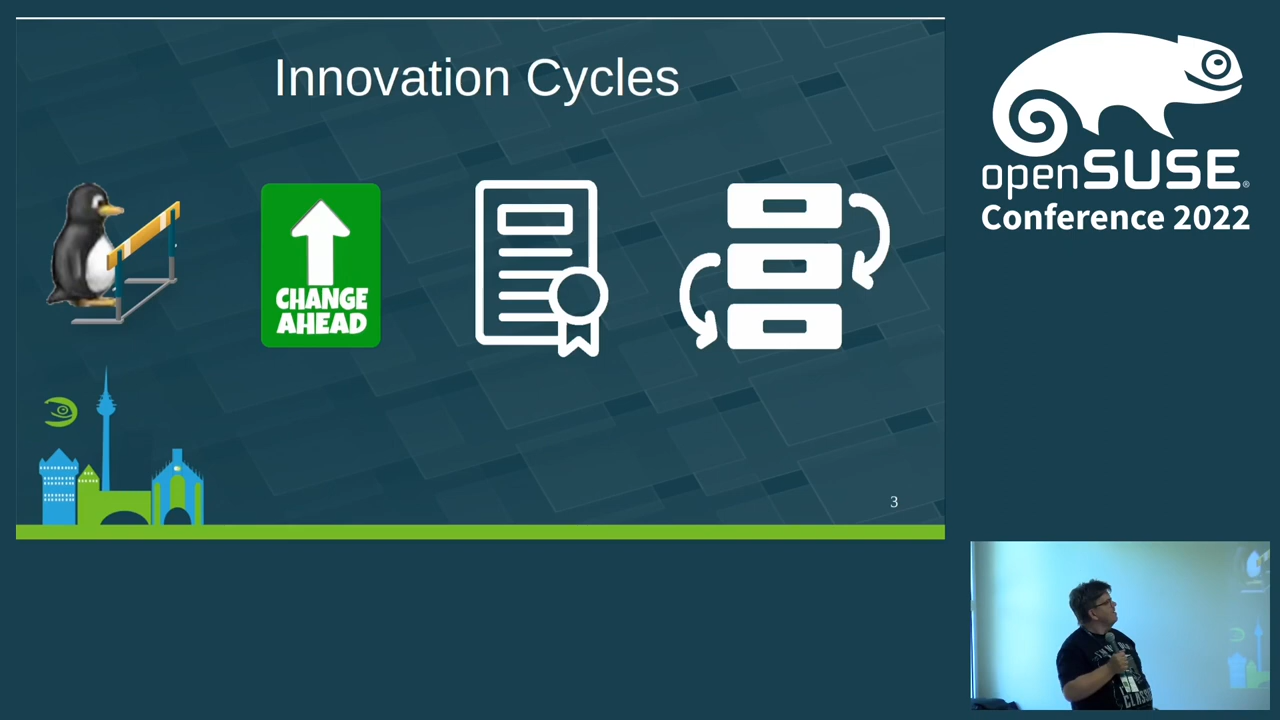 Innovation Cycles
CHANGE
AHEAD
3
openSUSE®
Conference 2022